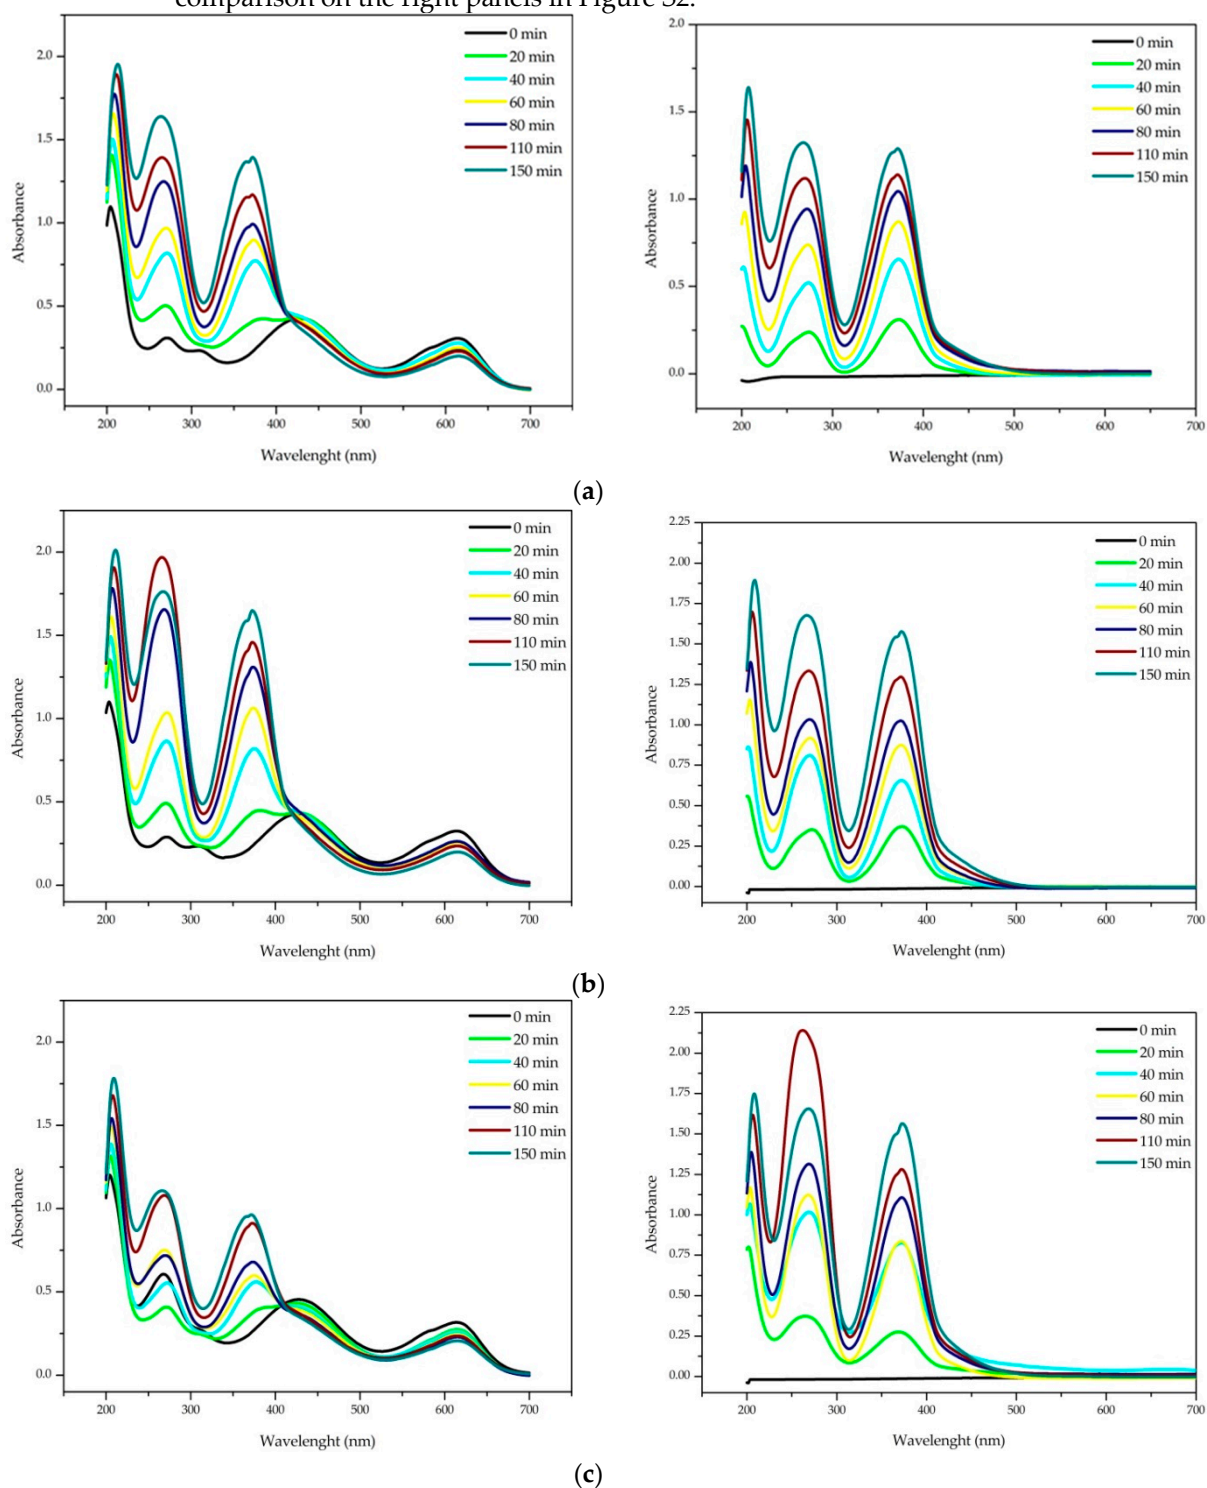 comparison on the right panels in Figure S2.
2.0
1.5
1.0
0.5
0.0
200 300 400 500 600 700
Absorbance
Wavelenght (nm)
0 min
20 min
40 min
60 min
80 min
110 min
150 min
2.0
1.5
1.0
0.5
0.0
200 300 400 500 600 700
Absorbance
Wavelenght (nm)
0 min
20 min
40 min
60 min
80 min
110 min
150 min
(a)
2.0
1.5
1.0
0.5
0.0
200 300 400 500 600 700
Absorbance
Wavelenght (nm)
0 min
20 min
40 min
60 min
80 min
110 min
150 min
2.25
2.00
1.75
1.50
1.25
1.00
0.75
0.50
0.25
0.00
200 300 400 500 600 700
Absorbance
Wavelenght (nm)
0 min
20 min
40 min
60 min
80 min
110 min
150 min
(b)
2.0
1.5
1.0
0.5
0.0
200 300 400 500 600 700
Absorbance
Wavelenght (nm)
0 min
20 min
40 min
60 min
80 min
110 min
150 min
2.25
2.00
1.75
1.50
1.25
1.00
0.75
0.50
0.25
0.00
200 300 400 500 600 700
Absorbance
Wavelenght (nm)
0 min
20 min
40 min
60 min
80 min
110 min
150 min
(c)